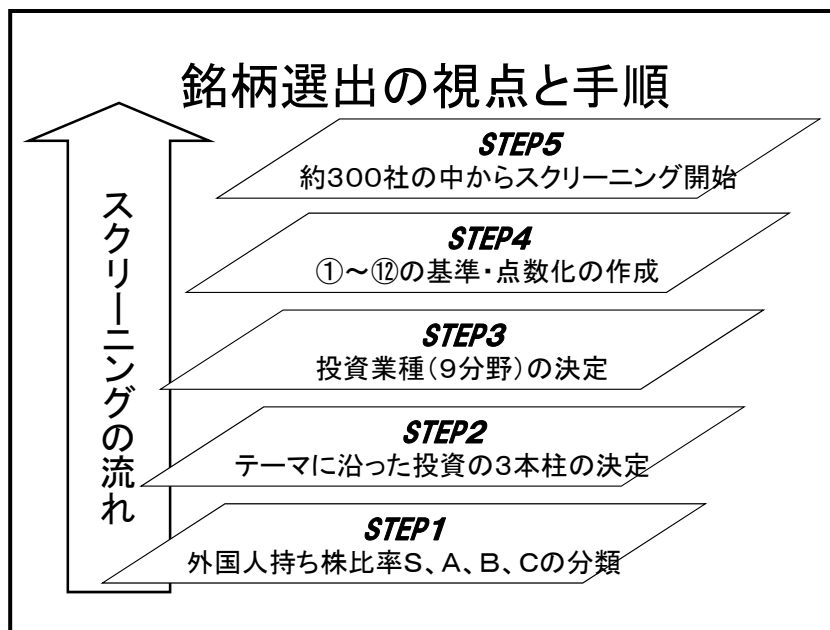 銘柄選出の視点と手順
スクリーニングの流れ
STEP5
約300社の中からスクリーニング開始
STEP4
①～⑫の基準・点数化の作成
STEP3
投資業種(9分野)の決定
STEP2
テーマに沿った投資の3本柱の決定
STEP1
外国人持ち株比率S、A、B、Cの分類